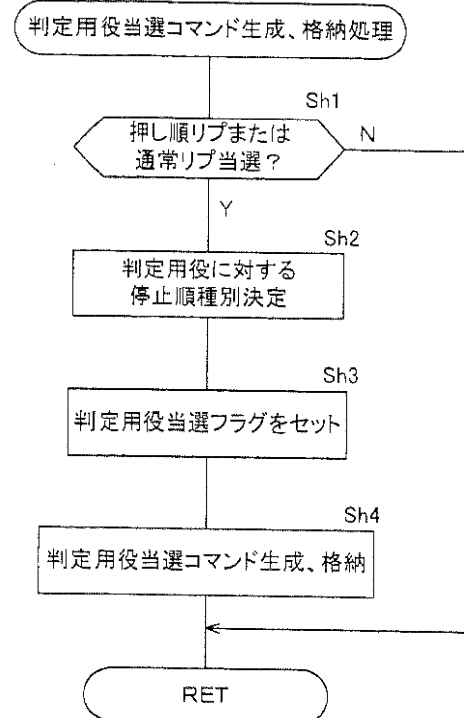 判定用役当選コマンド生成、格納処理
Sh1
押し順リプまたは
通常リプ当選？
N
Y
Sh2
判定用役に対する
停止順種別決定
Sh3
判定用役当選フラグをセット
Sh4
判定用役当選コマンド生成、格納
RET